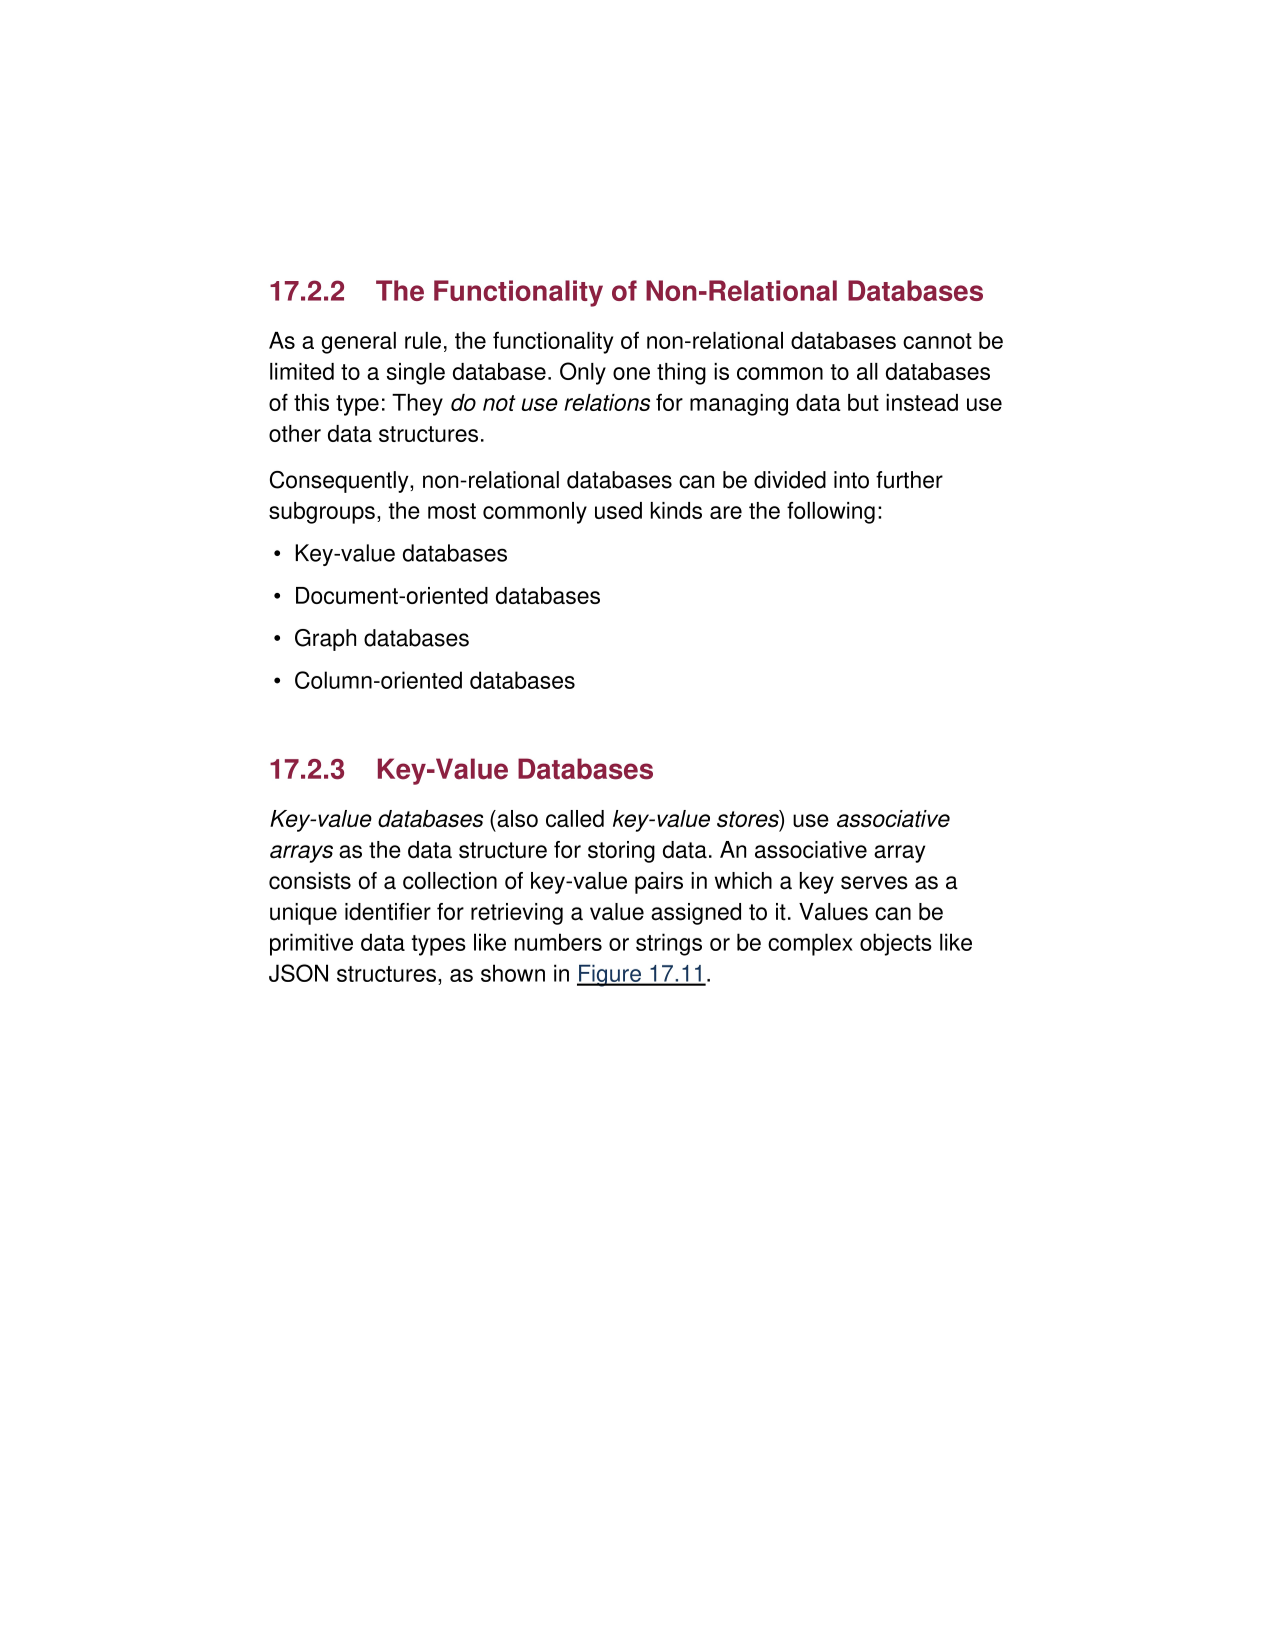 17.2.2 The Functionality of Non-Relational Databases
As a general rule, the functionality of non-relational databases cannot be
limited to a single database. Only one thing is common to all databases
of this type: They do not use relations for managing data but instead use
other data structures.
Consequently, non-relational databases can be divided into further
subgroups, the most commonly used kinds are the following:
• Key-value databases
• Document-oriented databases
• Graph databases
• Column-oriented databases
17.2.3 Key-Value Databases
Key-value databases (also called key-value stores) use associative
arrays as the data structure for storing data. An associative array
consists of a collection of key-value pairs in which a key serves as a
unique identifier for retrieving a value assigned to it. Values can be
primitive data types like numbers or strings or be complex objects like
JSON structures, as shown in Figure 17.11.